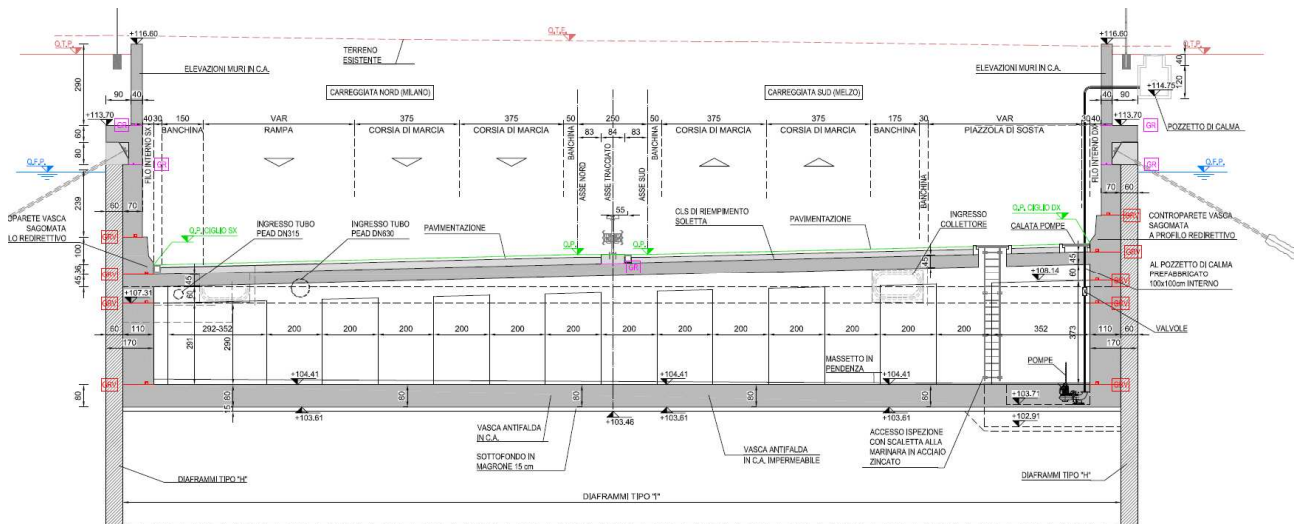 +116.60
Q.T.P.
Q.T.P.
TERRENO
ESISTENTE
+116.60
Q.T.P.
ELEVAZIONI MURI IN C.A.
ELEVAZIONI MURI IN C.A.
40
120
+114.75
290
90
40
CARREGGIATA NORD (MILANO)
CARREGGIATA SUD (MELZO)
40
90
+113.70
GR
40
30
150
VAR
375
375
50
250
50
375
375
175
30
VAR
30
40
+113.70
GR
POZZETTO DI CALMA
60
BANCHINA
RAMPA
CORSIA DI MARCIA
CORSIA DI MARCIA
83
84
83
CORSIA DI MARCIA
CORSIA DI MARCIA
BANCHINA
PIAZZOLA DI SOSTA
80
FILO INTERNO SX
GR
BANCHINA
ASSE NORD
ASSE TRACCIATO
ASSE SUD
BANCHINA
BANCHINA
FILO INTERNO DX
GR
Q.F.P.
Q.F.P.
239
60
70
70
60
55
OPARETE VASCA
SAGOMATA
LO REDIRETTIVO
INGRESSO TUBO
PEAD DN315
INGRESSO TUBO
PEAD DN630
PAVIMENTAZIONE
CLS DI RIEMPIMENTO
SOLETTA
PAVIMENTAZIONE
INGRESSO
COLLETTORE
Q.P. CIGLIO DX
CALATA POMPE
GRV
CONTROPARETE VASCA
SAGOMATA
A PROFILO REDIRETTIVO
GRV
Q.P. CIGLIO SX
Q.P.
Q.P.
GRV
100
36
45
GR
45
45
60
+108.14
AL POZZETTO DI CALMA
PREFABBRICATO
100x100cm INTERNO
GRV
GRV
45
60
+107.31
GRV
GRV
VALVOLE
60
110
292-352
200
200
200
200
200
200
200
200
200
200
200
200
352
110
60
170
170
291
290
373
MASSETTO IN
PENDENZA
POMPE
GRV
+104.41
+104.41
+104.41
GRV
80
80
80
80
80
+103.71
15
+103.61
+103.46
+103.61
+103.61
+102.91
VASCA ANTIFALDA
IN C.A.
SOTTOFONDO IN
MAGRONE 15 cm
VASCA ANTIFALDA
IN C.A. IMPERMEABILE
ACCESSO ISPEZIONE
CON SCALETTA ALLA
MARINARA IN ACCIAIO
ZINCATO
DIAFRAMMI TIPO "H"
DIAFRAMMI TIPO "H"
DIAFRAMMI TIPO "I"